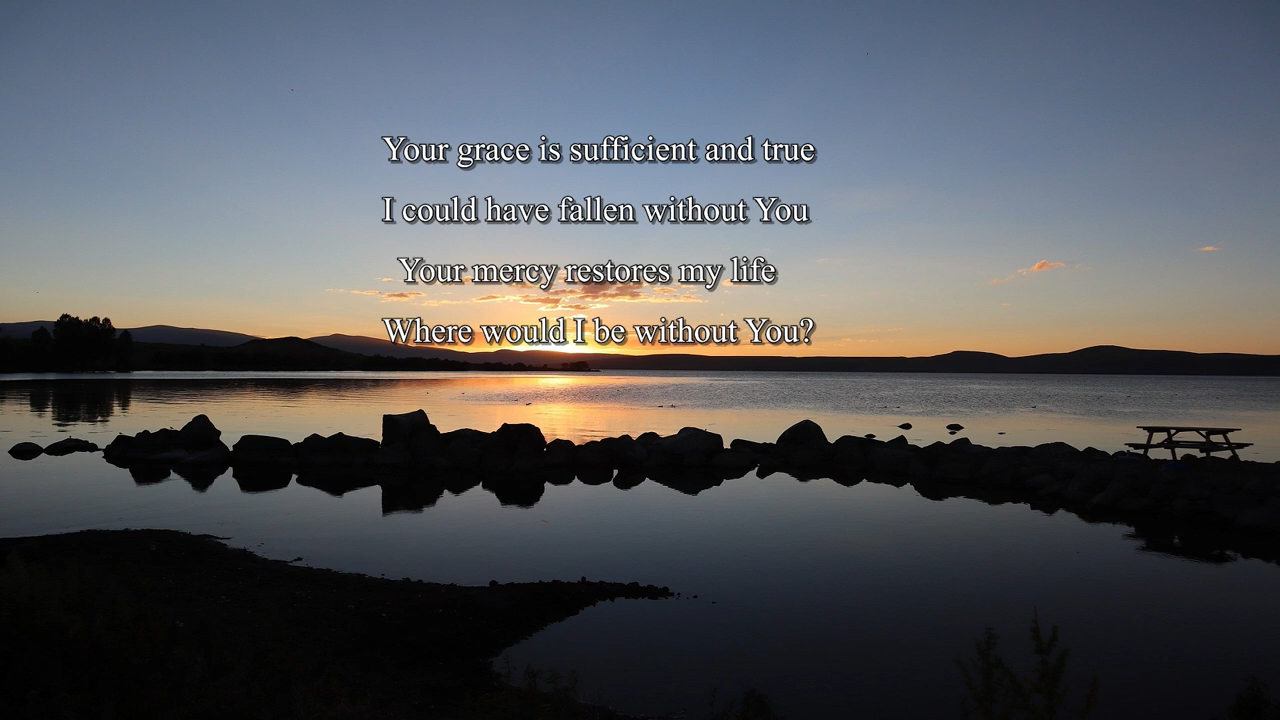 Your grace is sufficient and true
I could have fallen without You
Your mercy restores my life
Where would I be without You?